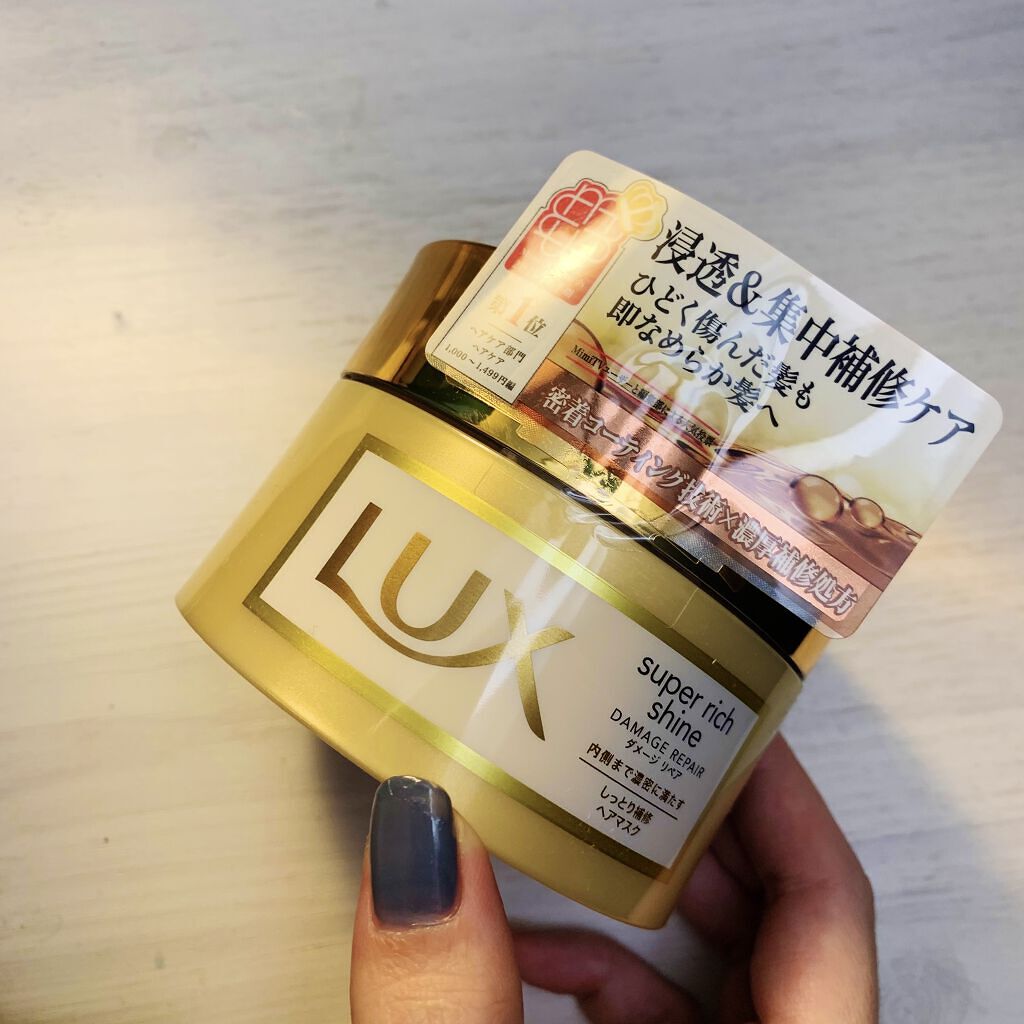 浸透&集中補修ケア
ひどく傷んだ髪も
即なめらか髪へ
第1位
ヘアケア部門
ヘアケア
1,000~1,499円編
密着コーティング技術×濃厚補修処方
LUX
super rich
shine
DAMAGE REPAIR
ダメージ リペア
内側まで濃密に満たす
しっとり補修
ヘアマスク